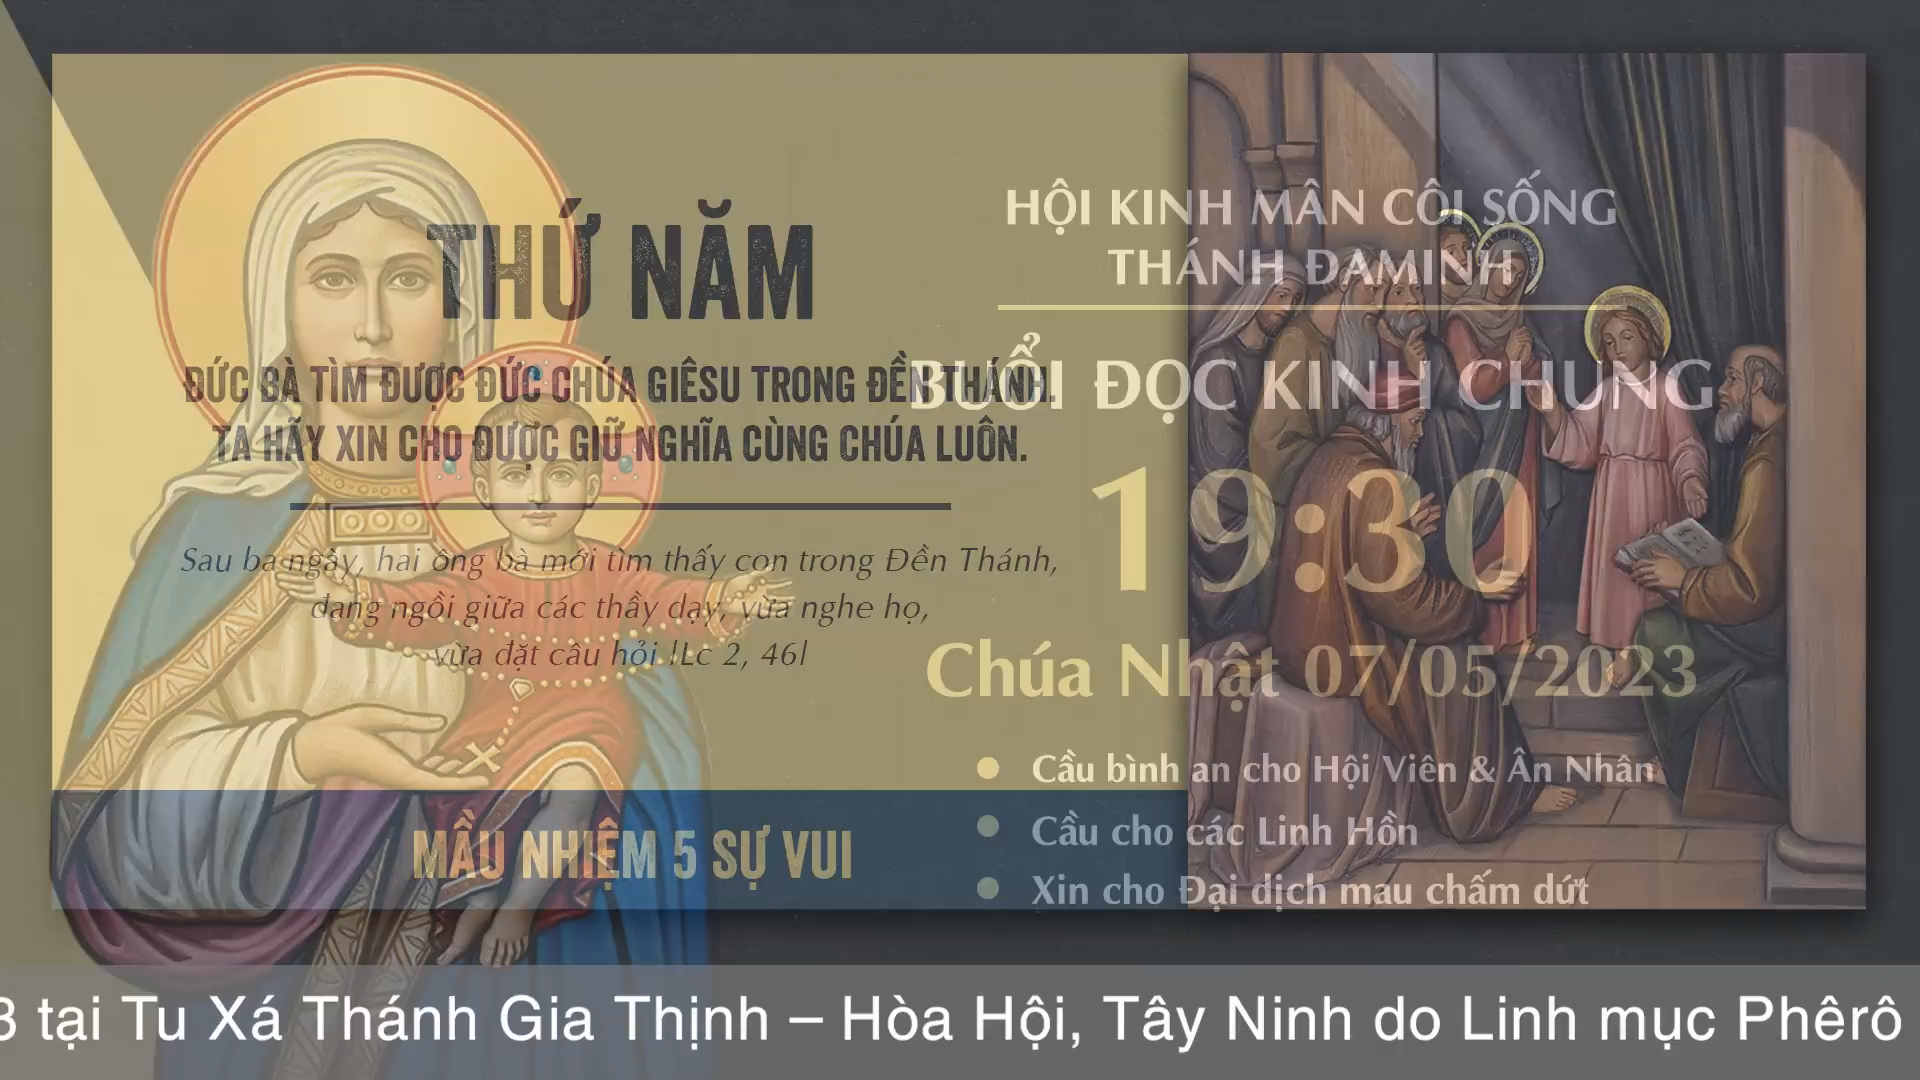 THỨ NĂM
ĐỨC BÀ TÌM ĐƯỢC ĐỨC CHÚA GIÊSU TRONG ĐỀN THÁNH.
TA HÃY XIN CHO ĐƯỢC GIỮ NGHĨA CÙNG CHÚA LUÔN.
Sau ba ngày, hai ông bà mới tìm thấy con trong Đền Thánh,
đang ngồi giữa các thầy dạy, vừa nghe họ,
vừa đặt câu hỏi |Lc 2, 46|
MẦU NHIỆM 5 SỰ VUI
HỘI KINH MÂN CÔI SỐNG
THÁNH ĐAMINH
BUỔI ĐỌC KINH CHUNG
19:30
Chúa Nhật 07/05/2023
Cầu bình an cho Hội Viên & Ân Nhân
Cầu cho các Linh Hồn
Xin cho Đại dịch mau chấm dứt
3 tại Tu Xá Thánh Gia Thịnh – Hòa Hội, Tây Ninh do Linh mục Phêrô